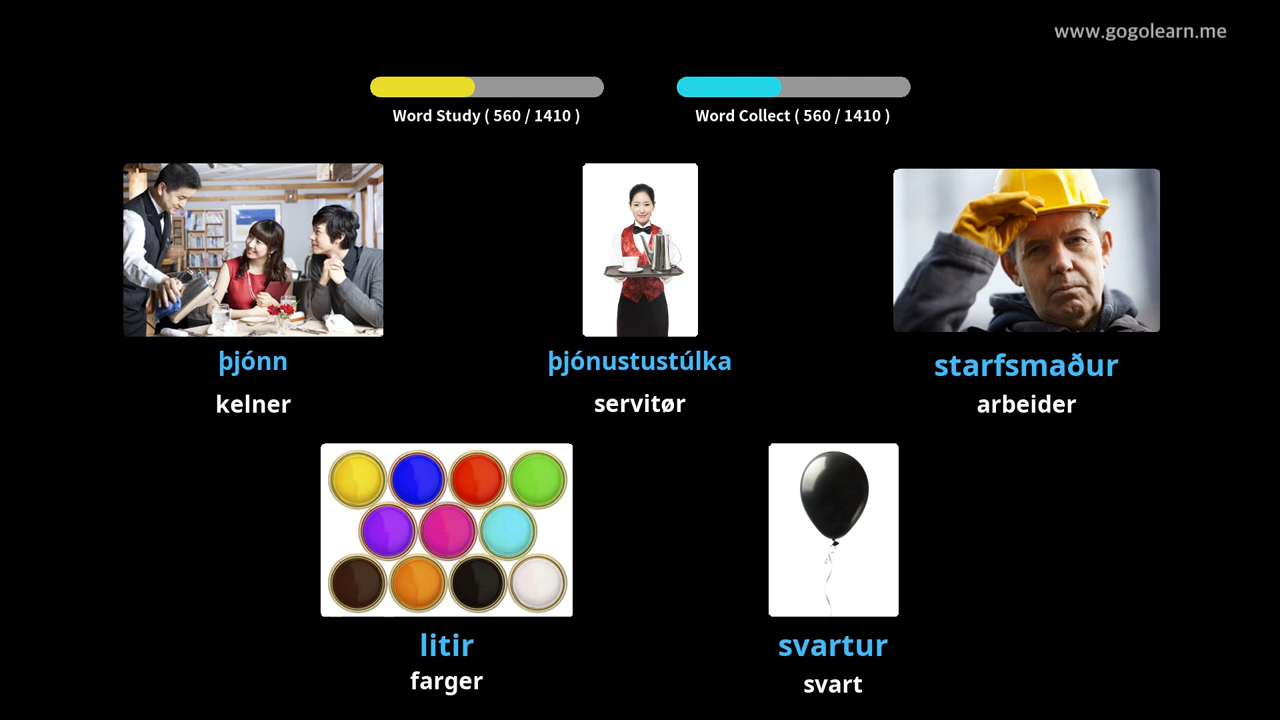 www.gogolearn.me
Word Study ( 560 / 1410 )
Word Collect ( 560 / 1410 )
þjónn
þjónustustúlka
starfsmaður
kelner
servitør
arbeider
litir
svartur
farger
svart